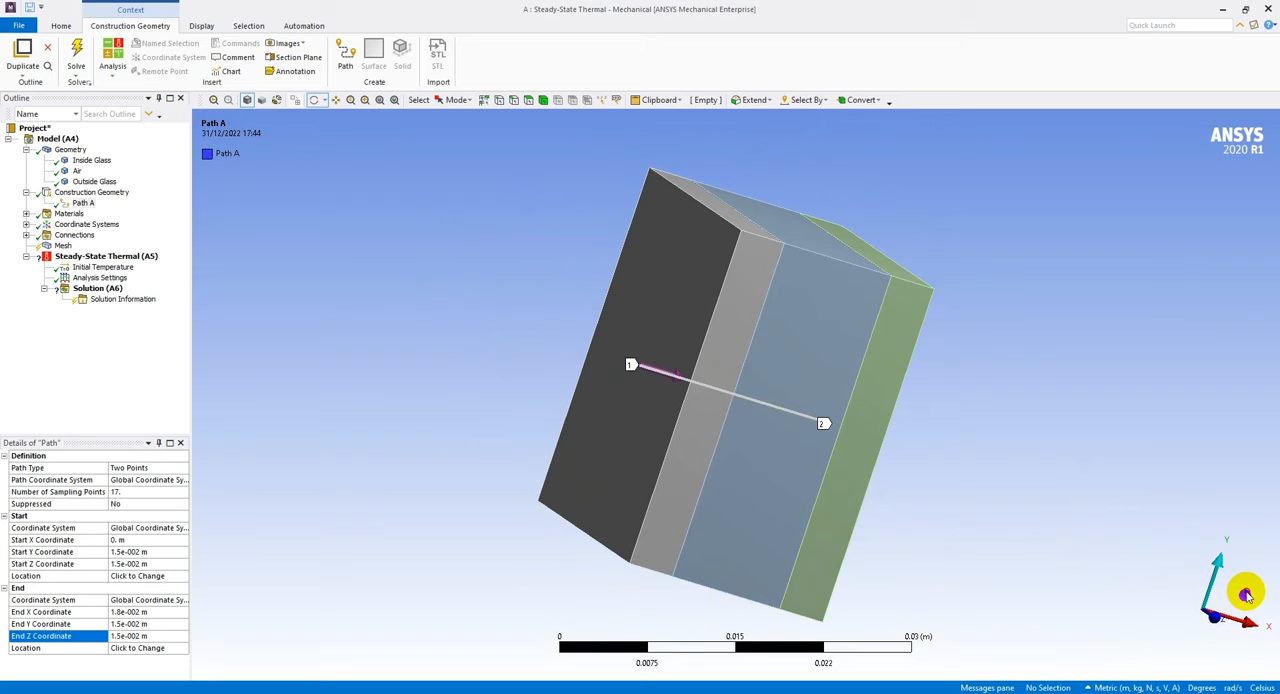 Context
A : Steady-State Thermal - Mechanical [ANSYS Mechanical Enterprise]
File Home Construction Geometry Display Selection Automation
Quick Launch
Duplicate Solve Analysis
Named Selection Commands Images
Coordinate System Comment Section Plane
Remote Point Chart Annotation
Path Surface Solid STL
Outline Solver Insert Create Import
Select Mode Clipboard [ Empty ] Extend Select By Convert
Outline
Name Search Outline
Project*
Model (A4)
Geometry
Inside Glass
Air
Outside Glass
Construction Geometry
Path A
Materials
Coordinate Systems
Connections
Mesh
Steady-State Thermal (A5)
Initial Temperature
Analysis Settings
Solution (A6)
Solution Information
Details of "Path"
Definition
Path Type Two Points
Path Coordinate System Global Coordinate Sy...
Number of Sampling Points 17.
Suppressed No
Start
Coordinate System Global Coordinate Sy...
Start X Coordinate 0. m
Start Y Coordinate 1.5e-002 m
Start Z Coordinate 1.5e-002 m
Location Click to Change
End
Coordinate System Global Coordinate Sy...
End X Coordinate 1.8e-002 m
End Y Coordinate 1.5e-002 m
End Z Coordinate 1.5e-002 m
Location Click to Change
Path A
31/12/2022 17:44
Path A
ANSYS
2020 R1
1
2
Y
X
Z
0 0.015 0.03 (m)
0.0075 0.022
Messages pane No Selection Metric (m, kg, N, s, V, A) Degrees rad/s Celsius